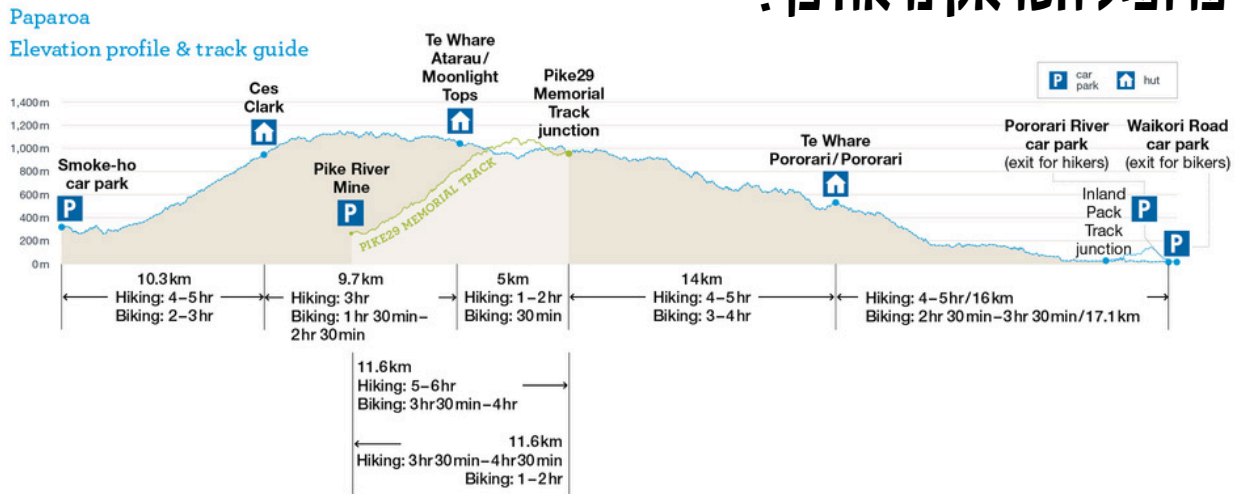 Paparoa
Elevation profile & track guide
P car park
hut
1,400m
1,200m
1,000m
800m
600m
400m
200m
0m
Smoke-ho
car park
P
Ces
Clark
Pike River
Mine
P
Te Whare
Atarau/
Moonlight
Tops
PIKE29 MEMORIAL TRACK
Pike29
Memorial
Track
junction
Te Whare
Pororari/Pororari
Pororari River
car park
(exit for hikers)
P
Inland
Pack
Track
junction
Waikori Road
car park
(exit for bikers)
P
10.3km
Hiking: 4–5hr
Biking: 2–3hr
9.7km
Hiking: 3hr
Biking: 1hr 30min–
2hr 30min
5km
Hiking: 1–2hr
Biking: 30min
14km
Hiking: 4–5hr
Biking: 3–4hr
Hiking: 4–5hr/16km
Biking: 2hr 30min–3hr 30min/17.1km
11.6km
Hiking: 5–6hr
Biking: 3hr30min–4hr
11.6km
Hiking: 3hr30min–4hr30min
Biking: 1–2hr